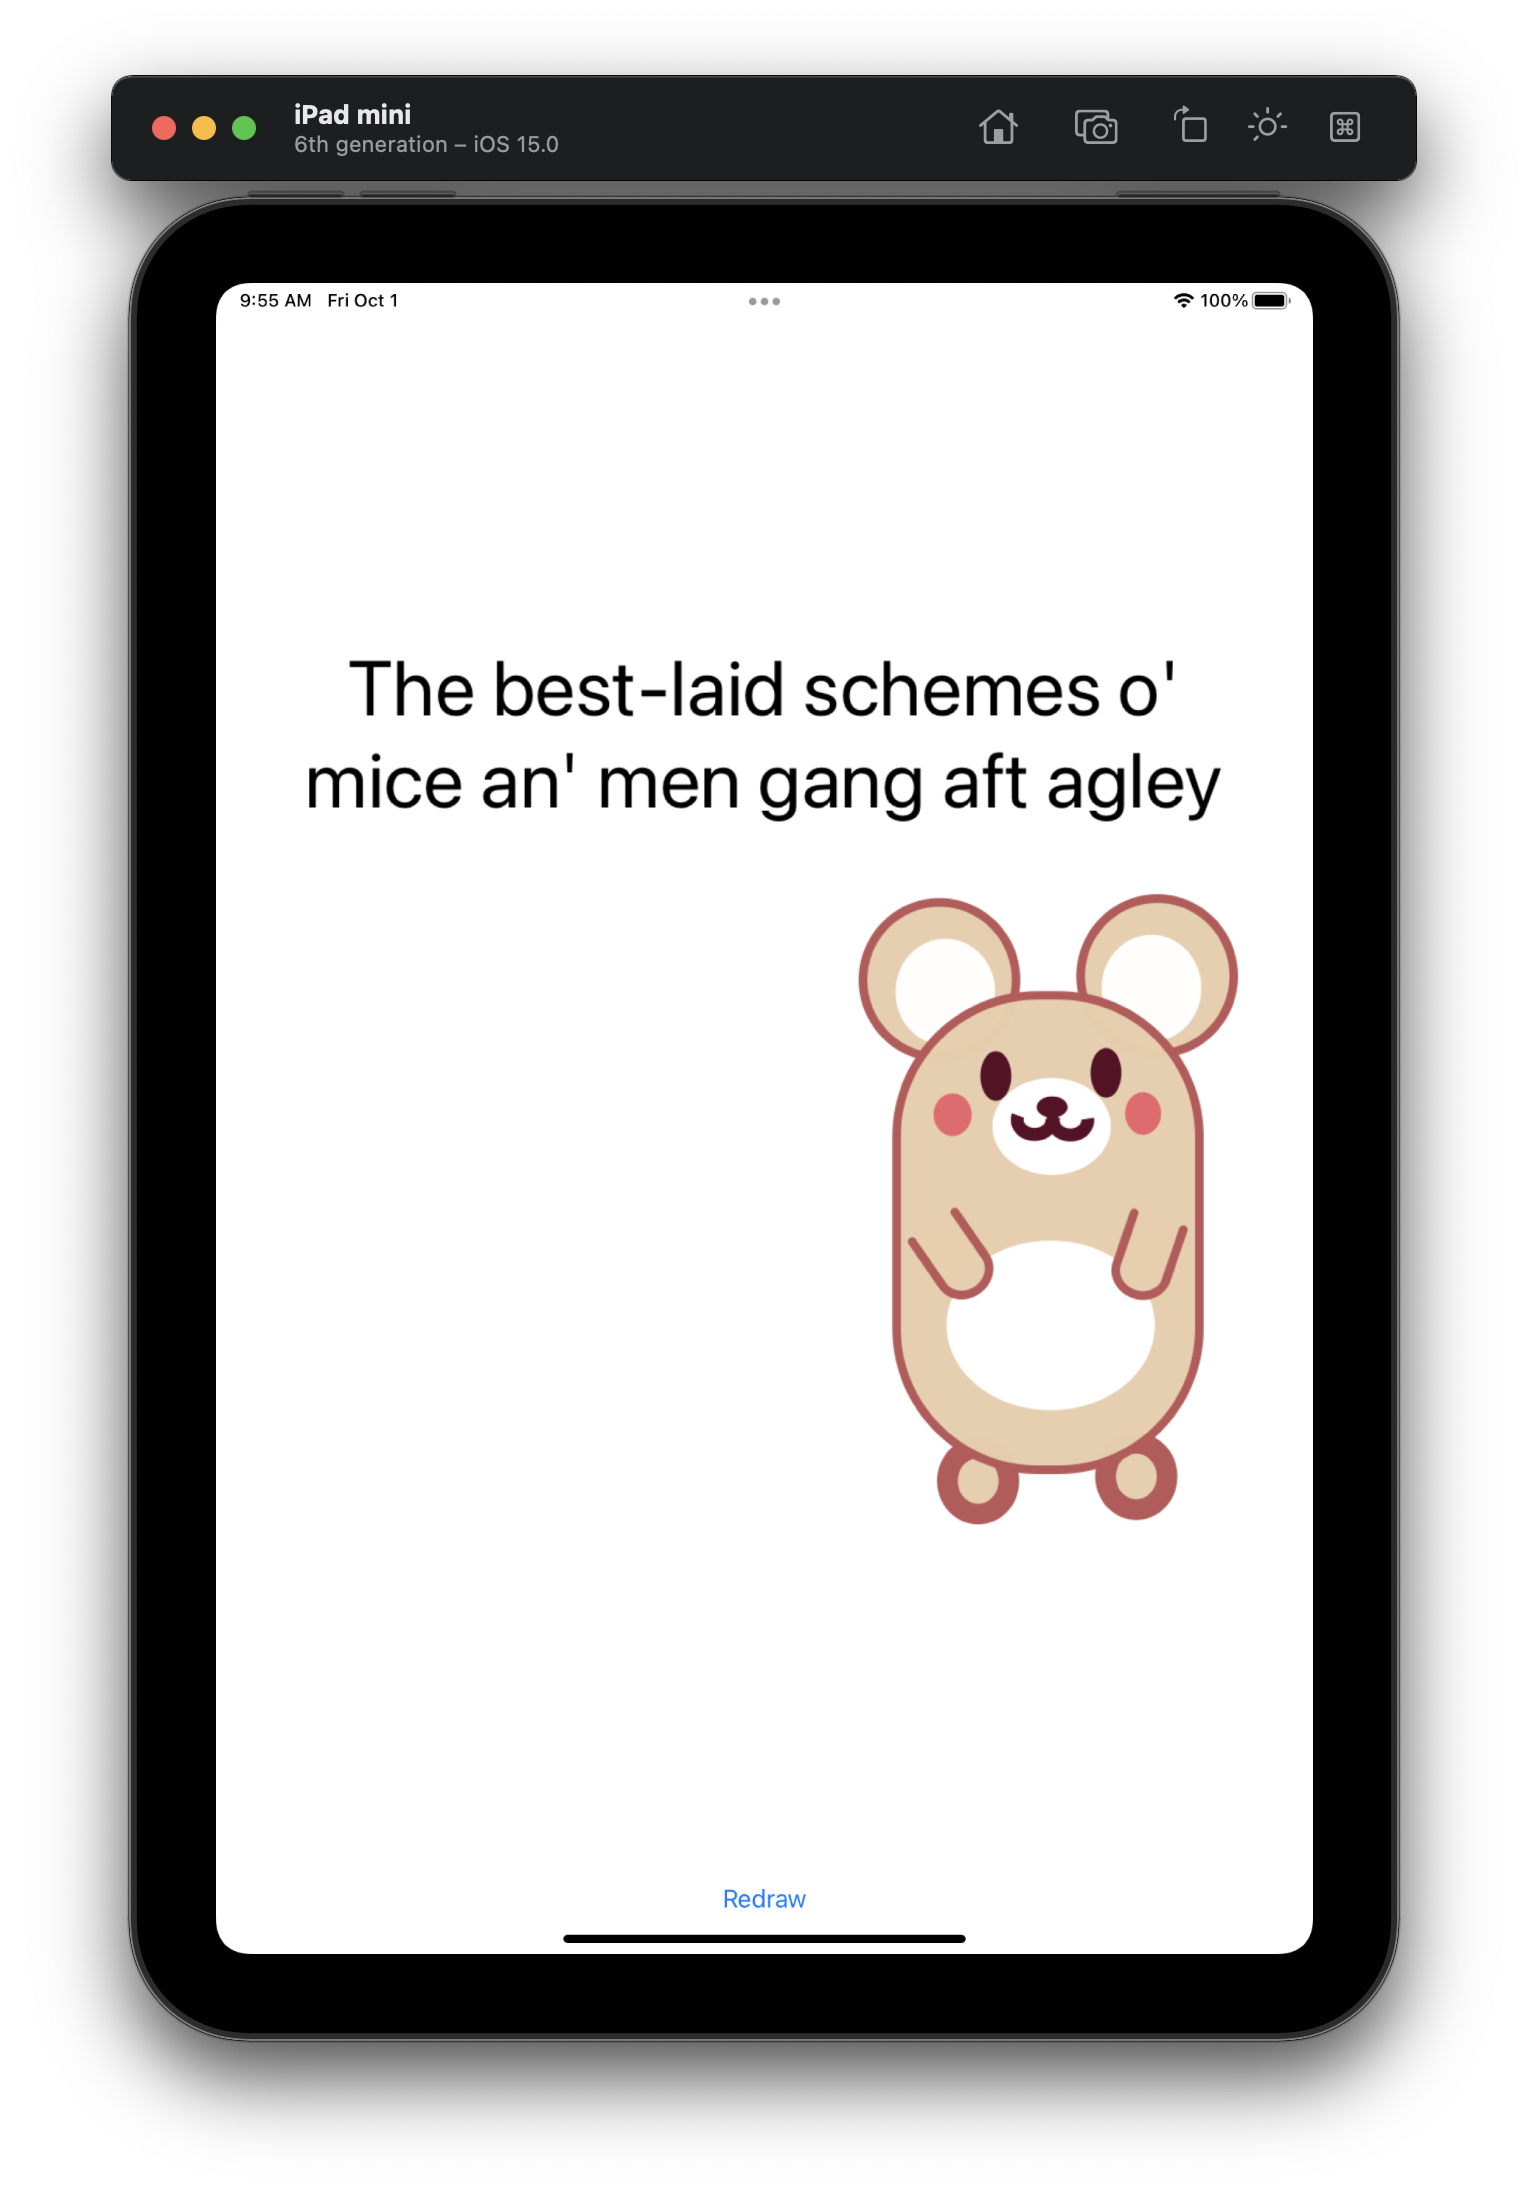 iPad mini
6th generation – iOS 15.0
9:55 AM Fri Oct 1
100%
The best-laid schemes o'
mice an' men gang aft agley
Redraw